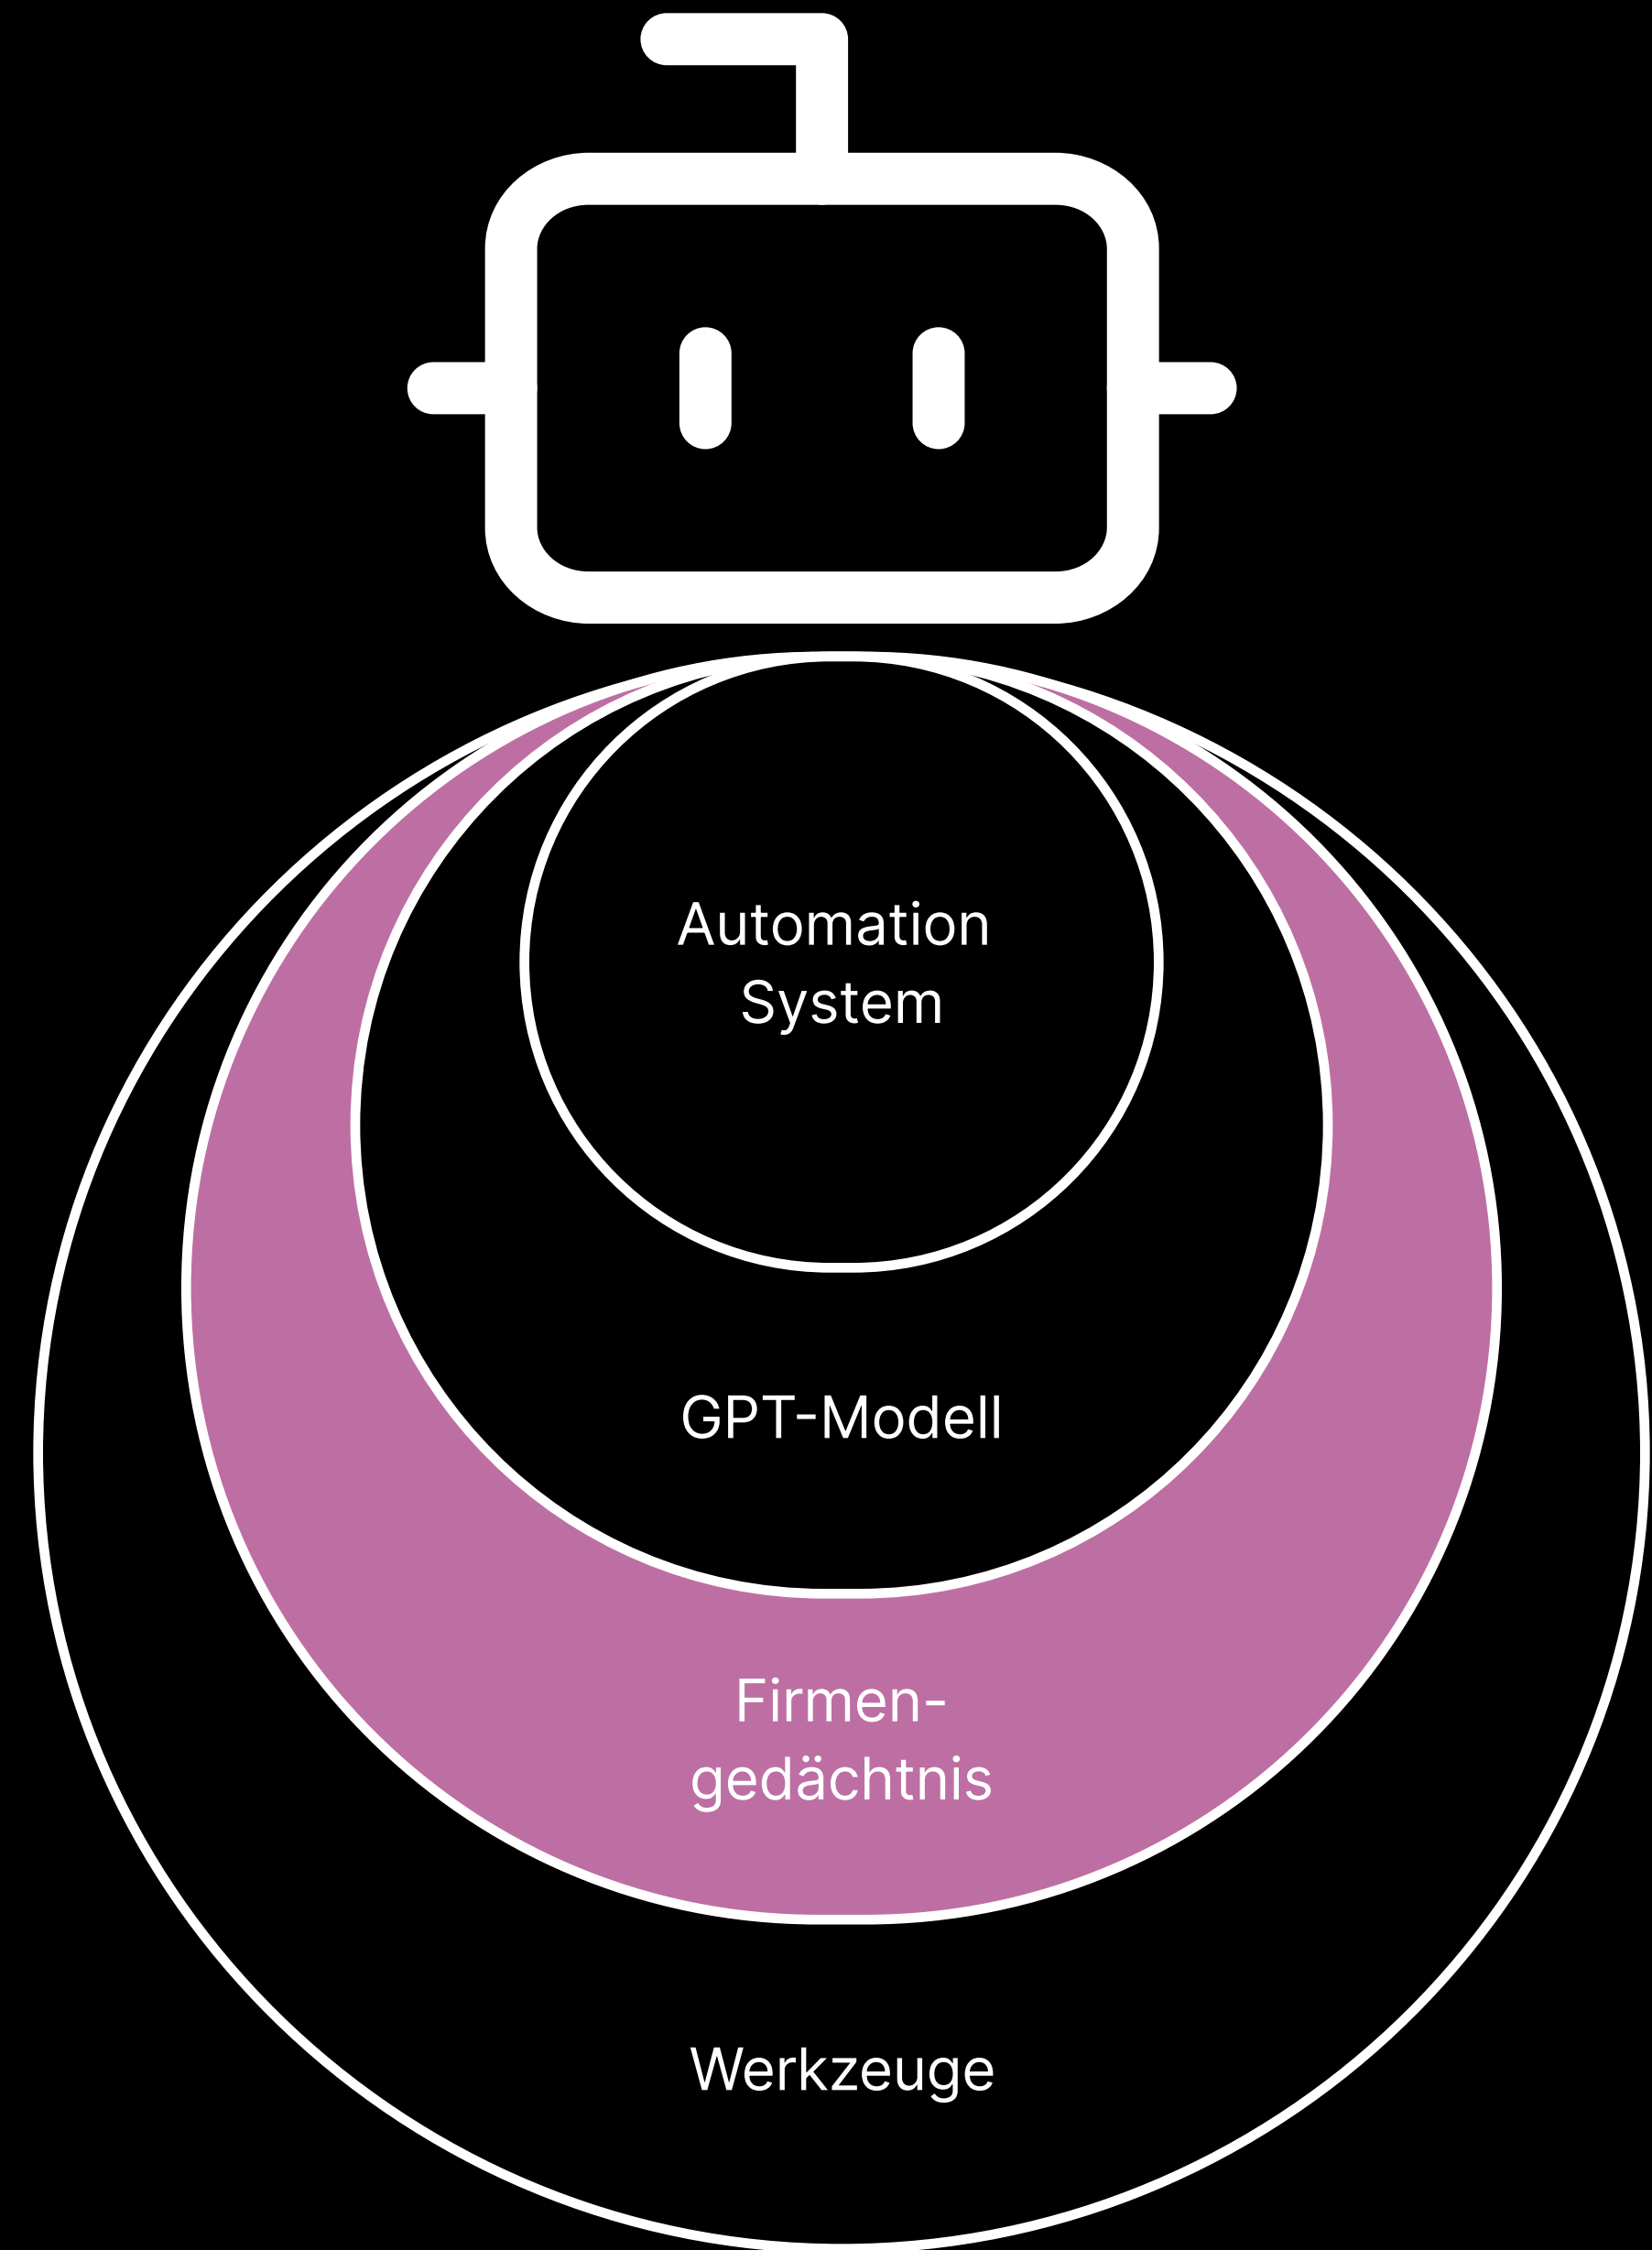 Automation
System
GPT-Modell
Firmen-
gedächtnis
Werkzeuge